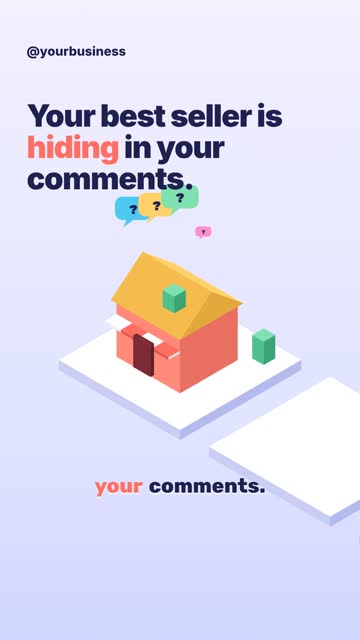 @yourbusiness
Your best seller is
hiding in your
comments.
? ? ?
?
your comments.